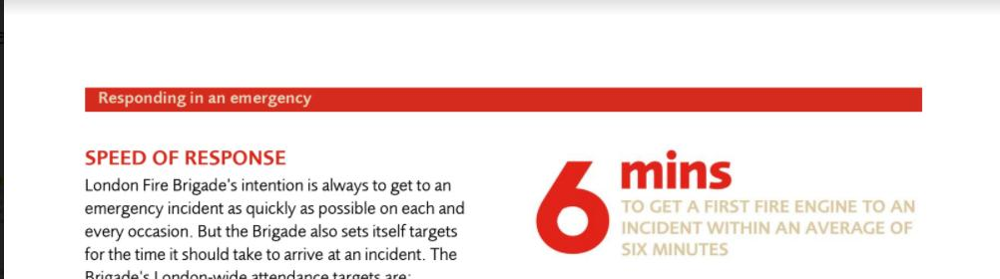 Responding in an emergency
SPEED OF RESPONSE
London Fire Brigade's intention is always to get to an
emergency incident as quickly as possible on each and
every occasion. But the Brigade also sets itself targets
for the time it should take to arrive at an incident. The
Brigade's London-wide attendance targets are:
6 mins
TO GET A FIRST FIRE ENGINE TO AN
INCIDENT WITHIN AN AVERAGE OF
SIX MINUTES